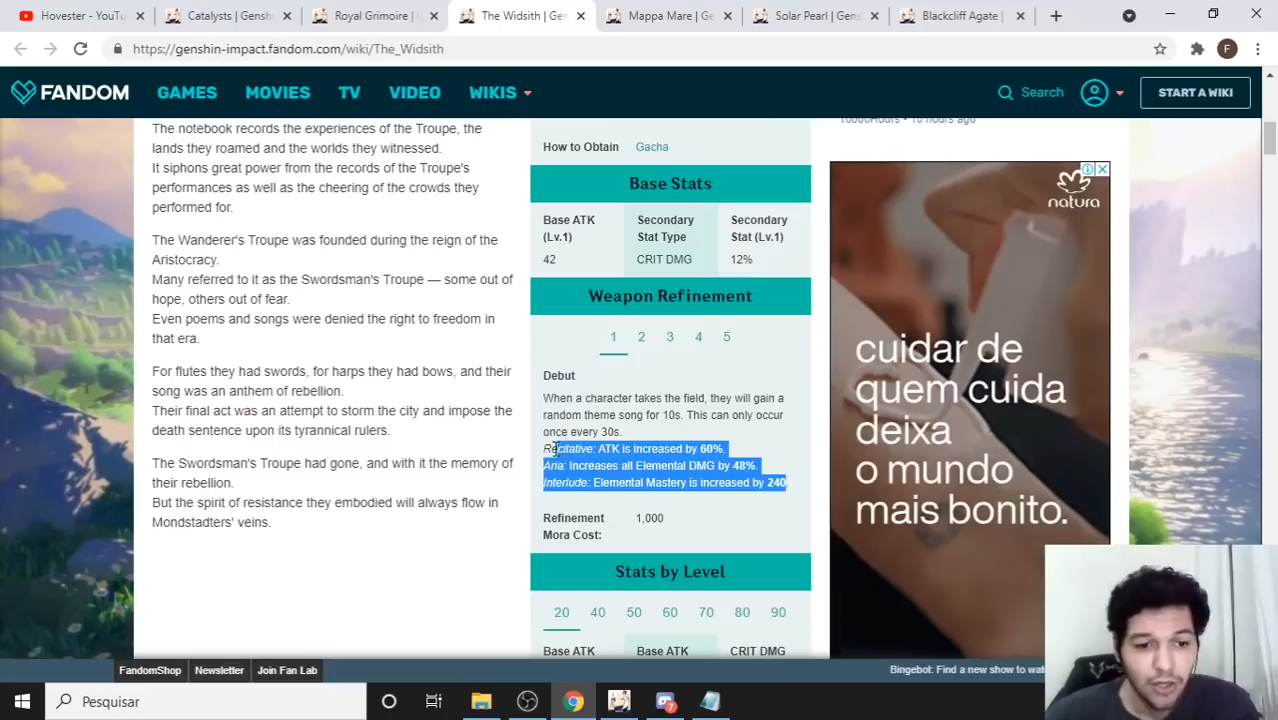 Hovester - YouTu
Catalysts | Gensh
Royal Grimoire |
The Widsith | Gen
Mappa Mare | Ge
Solar Pearl | Gens
Blackcliff Agate |
https://genshin-impact.fandom.com/wiki/The_Widsith
F
FANDOM
GAMES
MOVIES
TV
VIDEO
WIKIS
Search
START A WIKI
The notebook records the experiences of the Troupe, the
lands they roamed and the worlds they witnessed.
It siphons great power from the records of the Troupe's
performances as well as the cheering of the crowds they
performed for.
The Wanderer's Troupe was founded during the reign of the
Aristocracy.
Many referred to it as the Swordsman's Troupe — some out of
hope, others out of fear.
Even poems and songs were denied the right to freedom in
that era.
For flutes they had swords, for harps they had bows, and their
song was an anthem of rebellion.
Their final act was an attempt to storm the city and impose the
death sentence upon its tyrannical rulers.
The Swordsman's Troupe had gone, and with it the memory of
their rebellion.
But the spirit of resistance they embodied will always flow in
Mondstadters' veins.
How to Obtain Gacha
Base Stats
Base ATK (Lv.1)
Secondary Stat Type
Secondary Stat (Lv.1)
42
CRIT DMG
12%
Weapon Refinement
1 2 3 4 5
Debut
When a character takes the field, they will gain a
random theme song for 10s. This can only occur
once every 30s.
Recitative: ATK is increased by 60%.
Aria: Increases all Elemental DMG by 48%.
Interlude: Elemental Mastery is increased by 240.
Refinement Mora Cost: 1,000
Stats by Level
20 40 50 60 70 80 90
Base ATK Base ATK CRIT DMG
10000Hours • 10 hours ago
natura
cuidar de
quem cuida
deixa
o mundo
mais bonito.
FandomShop
Newsletter
Join Fan Lab
Bingebot: Find a new show to wat
Pesquisar
7